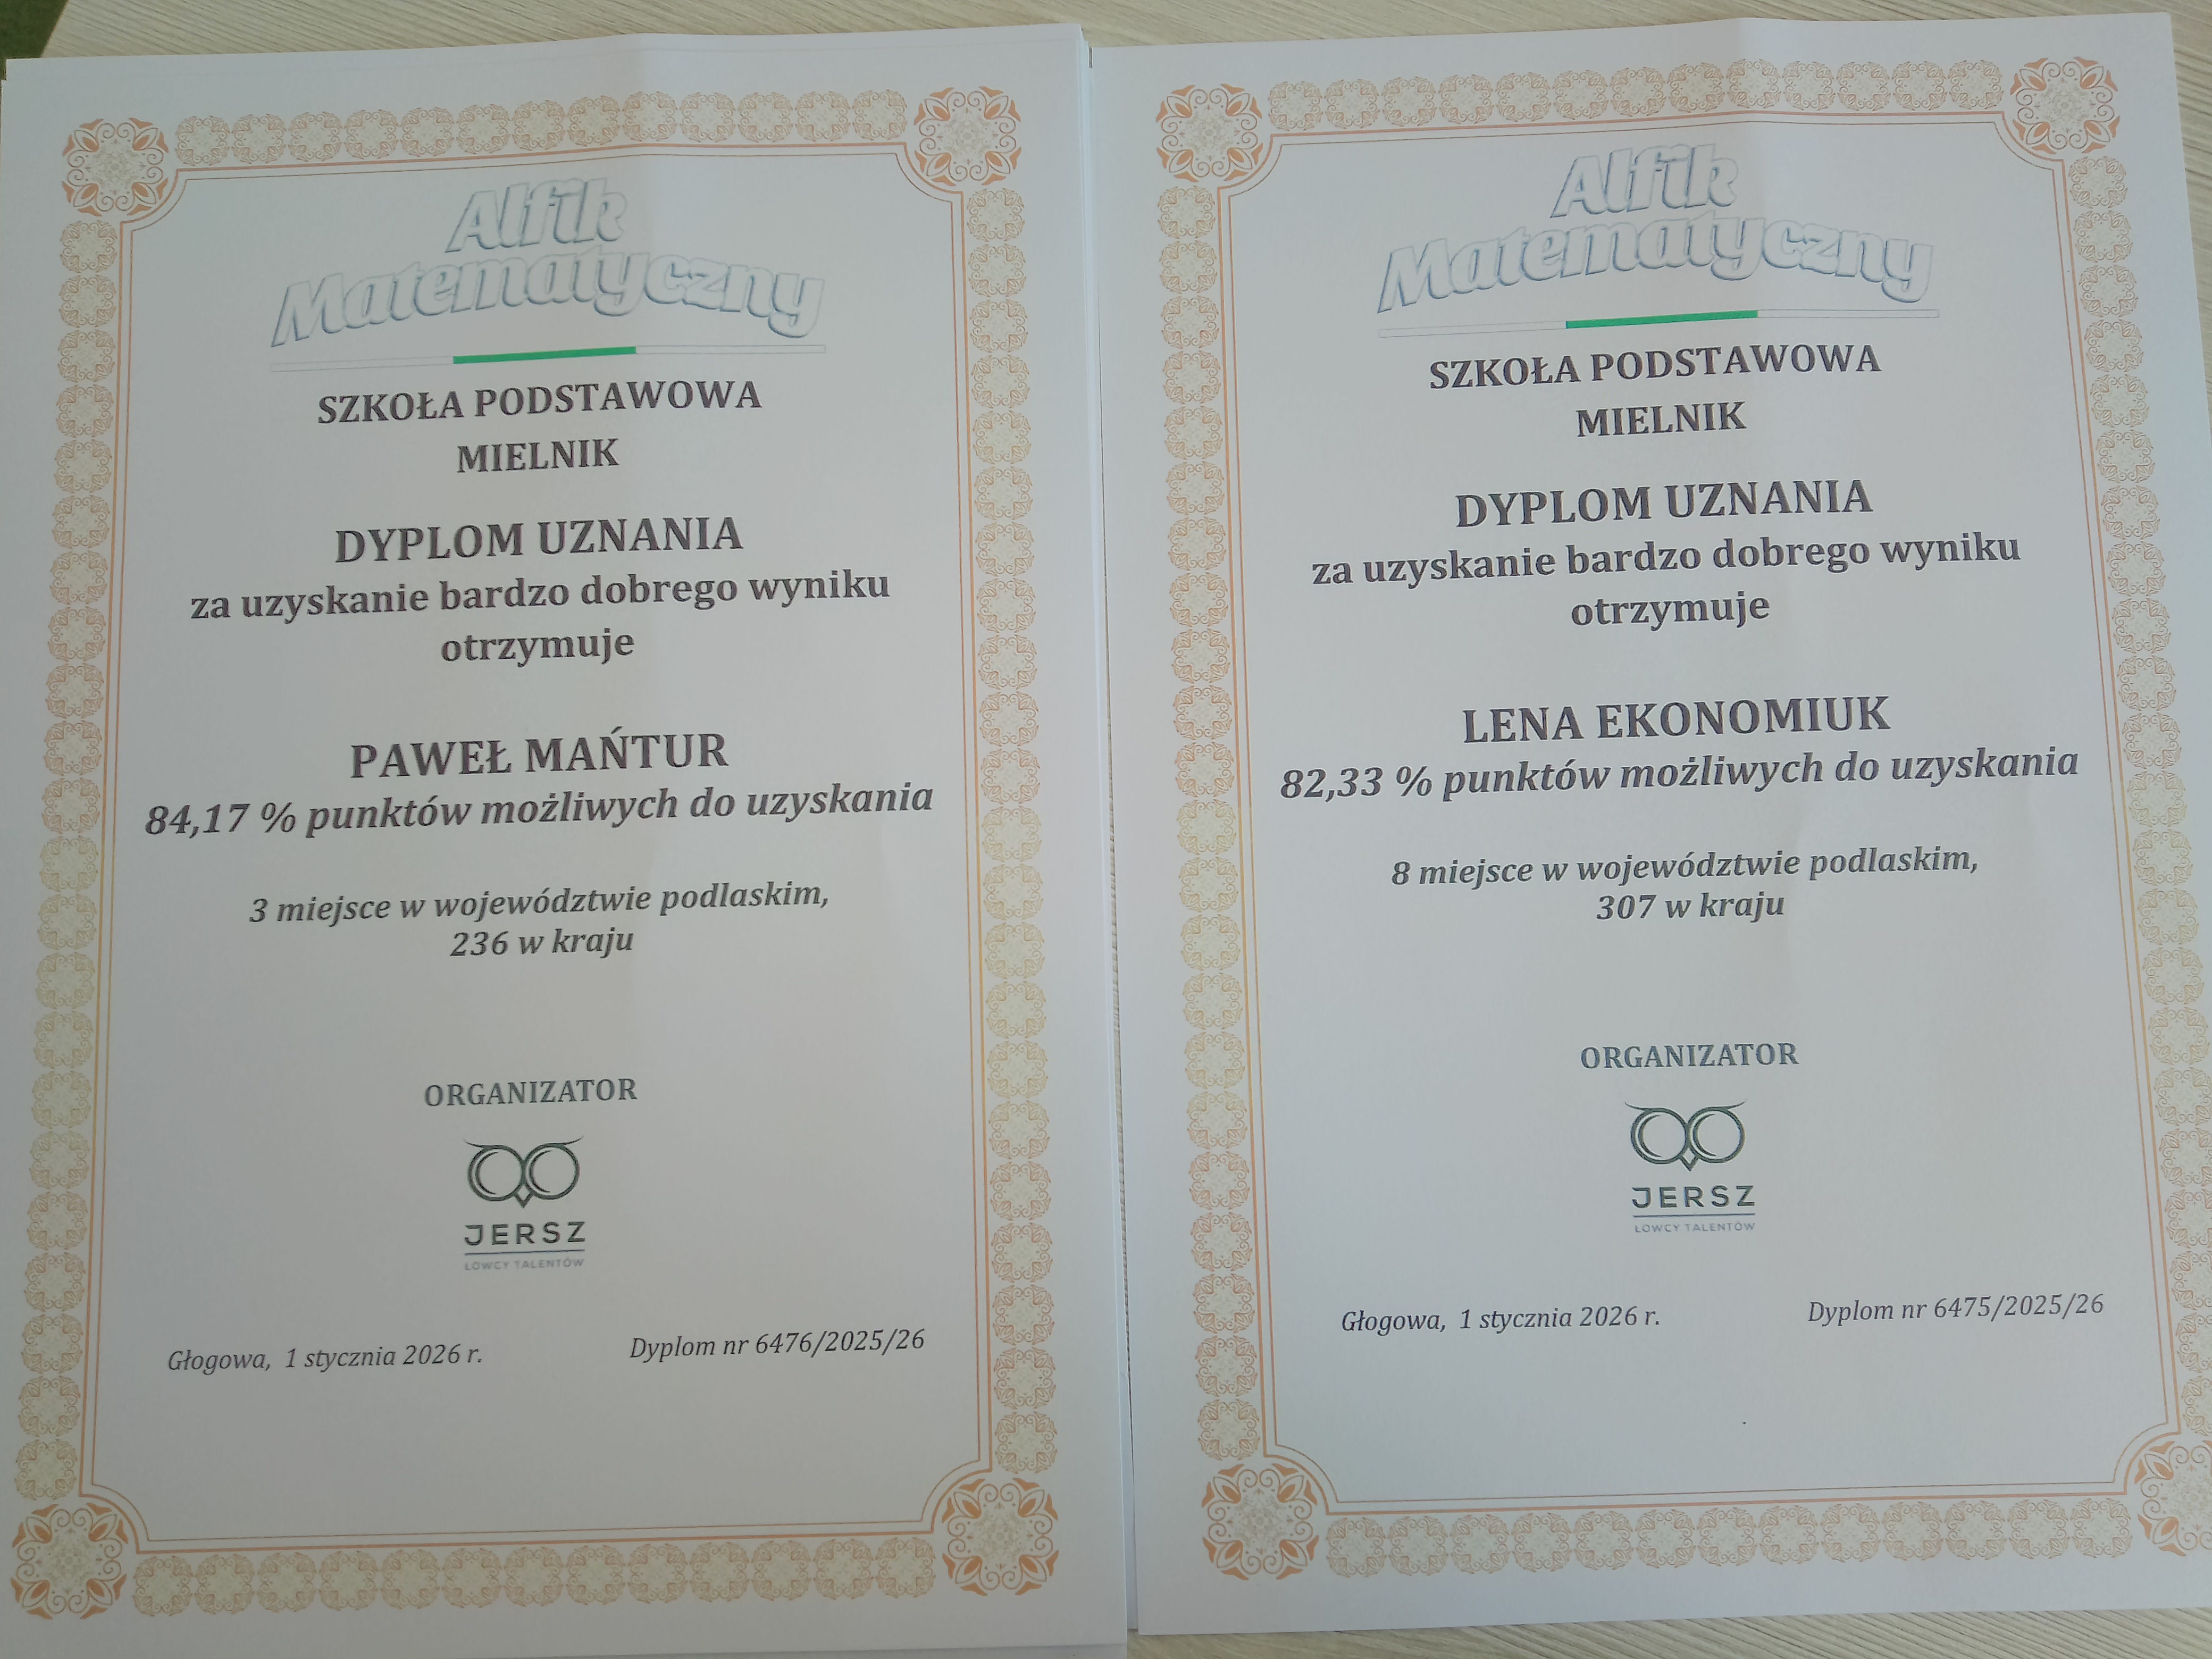 Alfik
Matematyczny
SZKOŁA PODSTAWOWA
MIELNIK
DYPLOM UZNANIA
za uzyskanie bardzo dobrego wyniku
otrzymuje
PAWEŁ MAŃTUR
84,17 % punktów możliwych do uzyskania
3 miejsce w województwie podlaskim,
236 w kraju
ORGANIZATOR
JERSZ
ŁOWCY TALENTÓW
Głogowa, 1 stycznia 2026 r.
Dyplom nr 6476/2025/26
Alfik
Matematyczny
SZKOŁA PODSTAWOWA
MIELNIK
DYPLOM UZNANIA
za uzyskanie bardzo dobrego wyniku
otrzymuje
LENA EKONOMIUK
82,33 % punktów możliwych do uzyskania
8 miejsce w województwie podlaskim,
307 w kraju
ORGANIZATOR
JERSZ
ŁOWCY TALENTÓW
Głogowa, 1 stycznia 2026 r.
Dyplom nr 6475/2025/26